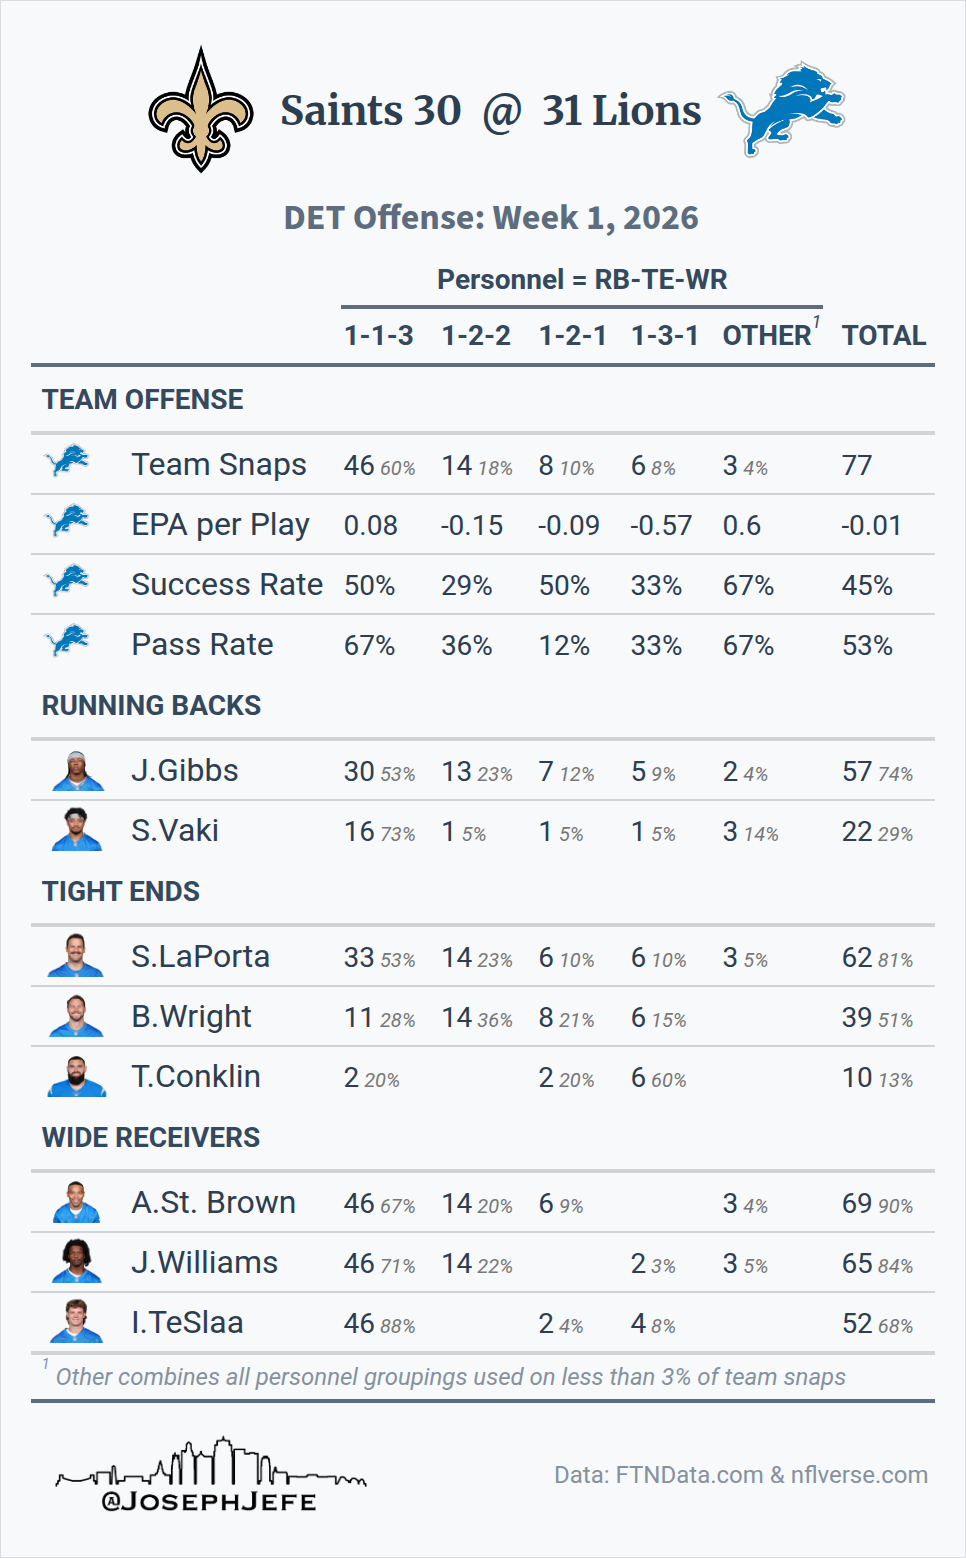 Saints 30 @ 31 Lions
DET Offense: Week 1, 2026
Personnel = RB-TE-WR
1-1-3 1-2-2 1-2-1 1-3-1 OTHER1 TOTAL
TEAM OFFENSE
Team Snaps 46 60% 14 18% 8 10% 6 8% 3 4% 77
EPA per Play 0.08 -0.15 -0.09 -0.57 0.6 -0.01
Success Rate 50% 29% 50% 33% 67% 45%
Pass Rate 67% 36% 12% 33% 67% 53%
RUNNING BACKS
J.Gibbs 30 53% 13 23% 7 12% 5 9% 2 4% 57 74%
S.Vaki 16 73% 1 5% 1 5% 1 5% 3 14% 22 29%
TIGHT ENDS
S.LaPorta 33 53% 14 23% 6 10% 6 10% 3 5% 62 81%
B.Wright 11 28% 14 36% 8 21% 6 15% 39 51%
T.Conklin 2 20% 2 20% 6 60% 10 13%
WIDE RECEIVERS
A.St. Brown 46 67% 14 20% 6 9% 3 4% 69 90%
J.Williams 46 71% 14 22% 2 3% 3 5% 65 84%
I.TeSlaa 46 88% 2 4% 4 8% 52 68%
1 Other combines all personnel groupings used on less than 3% of team snaps
@JOSEPHJEFE
Data: FTNData.com & nflverse.com